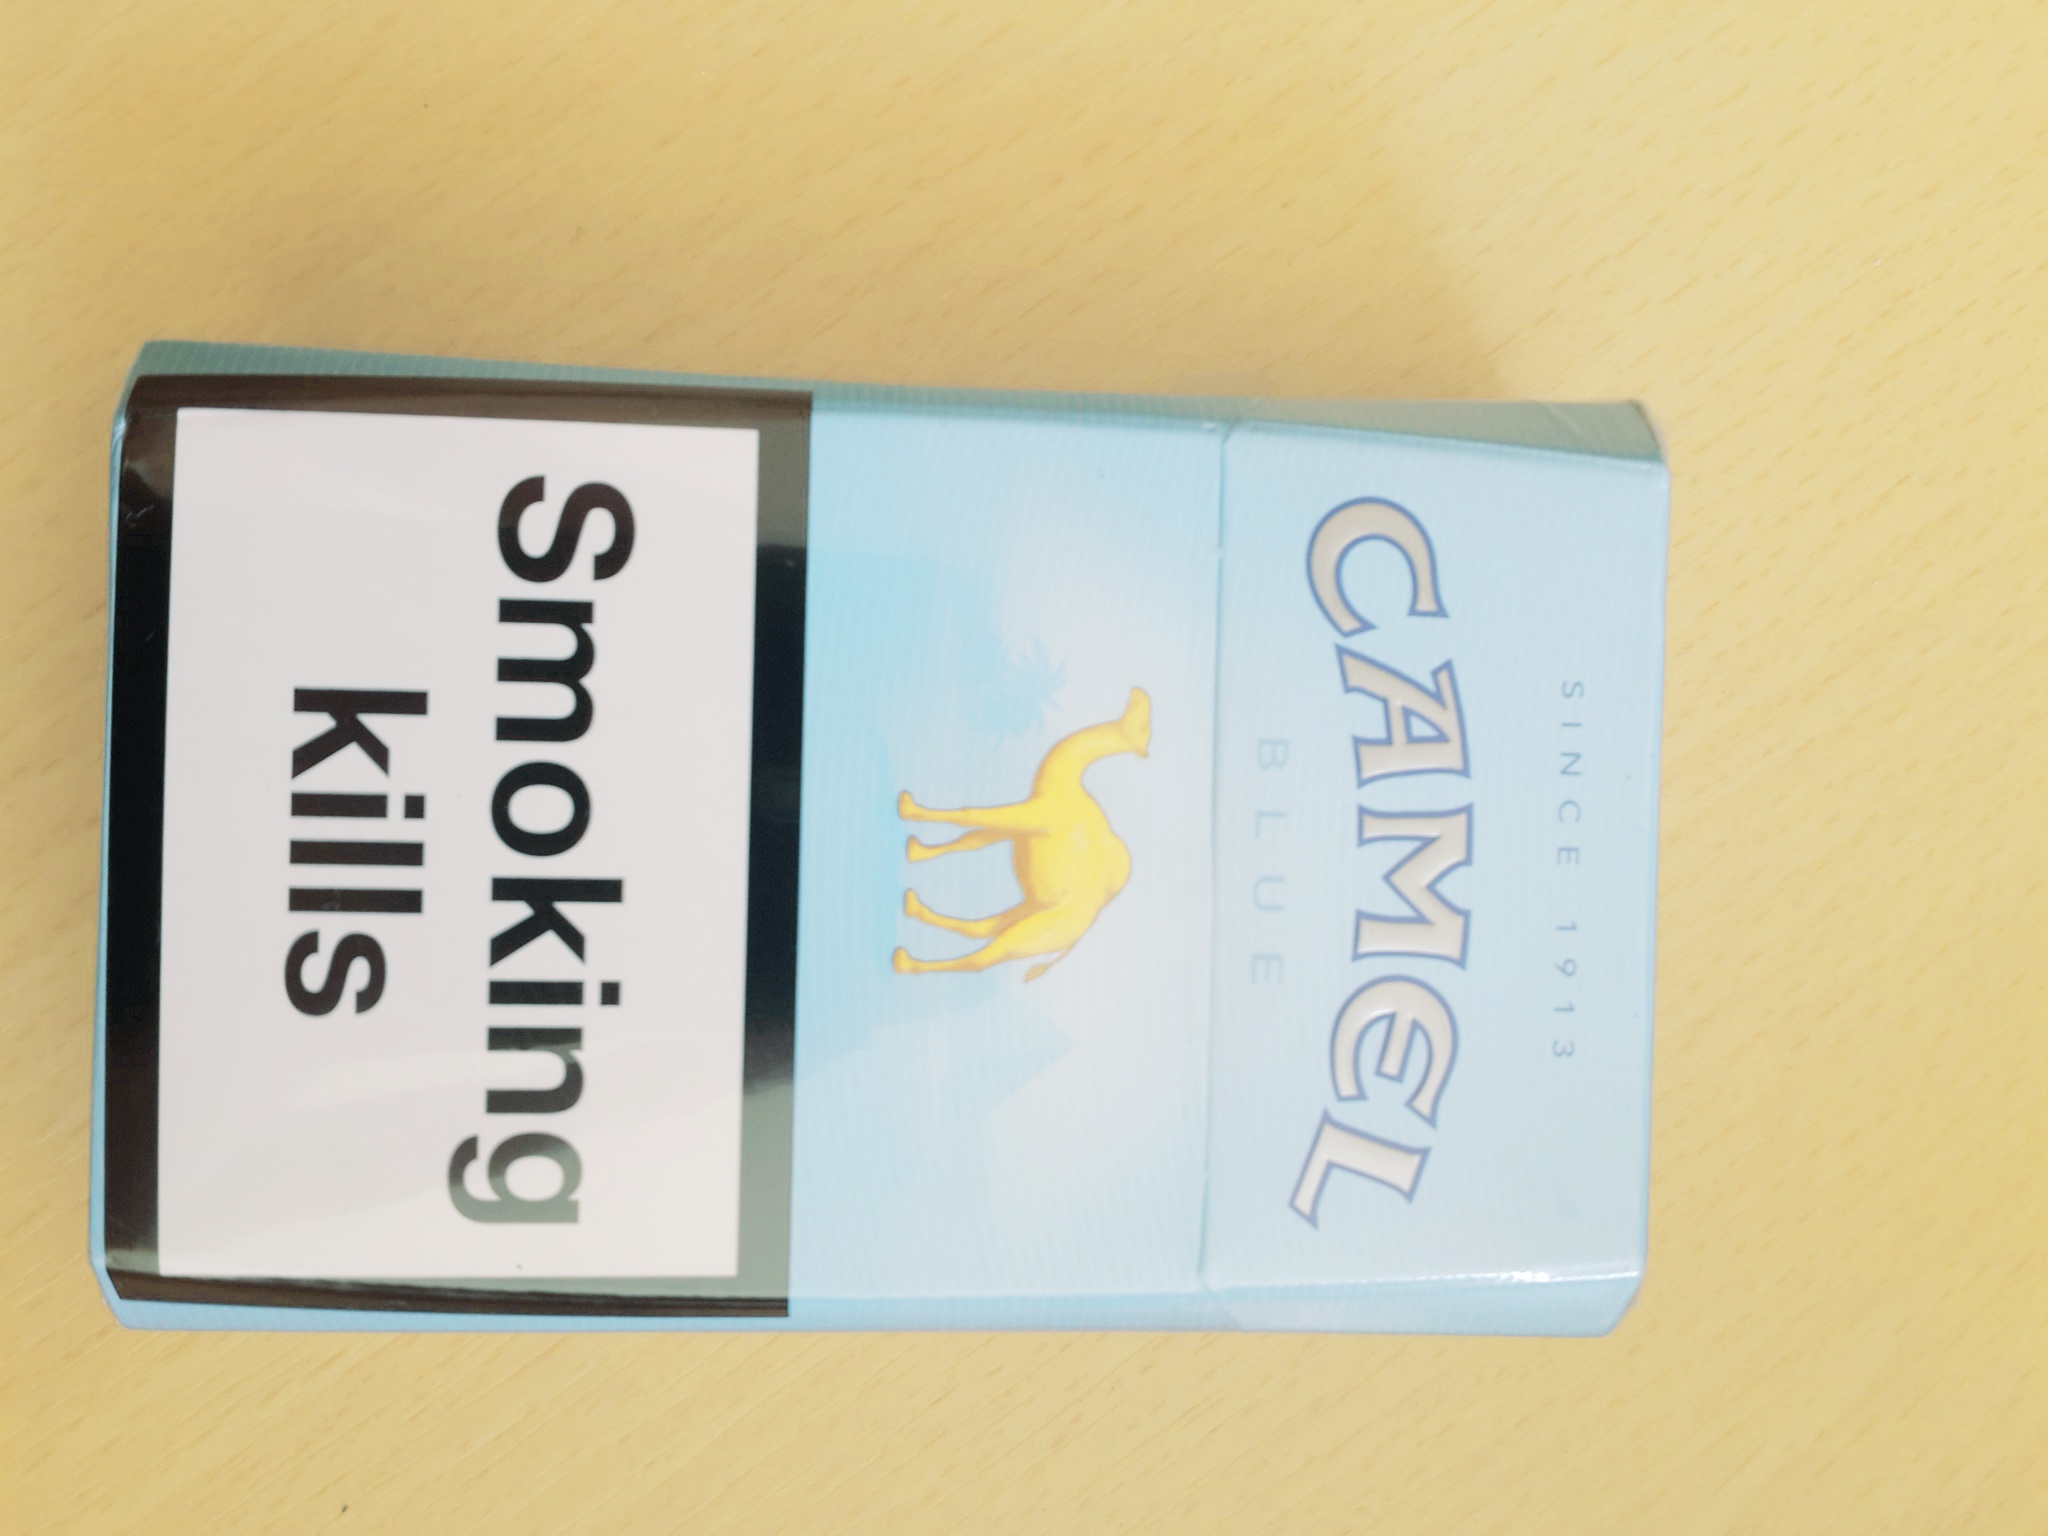 SINCE 1913
CAMEL
BLUE
Smoking
kills